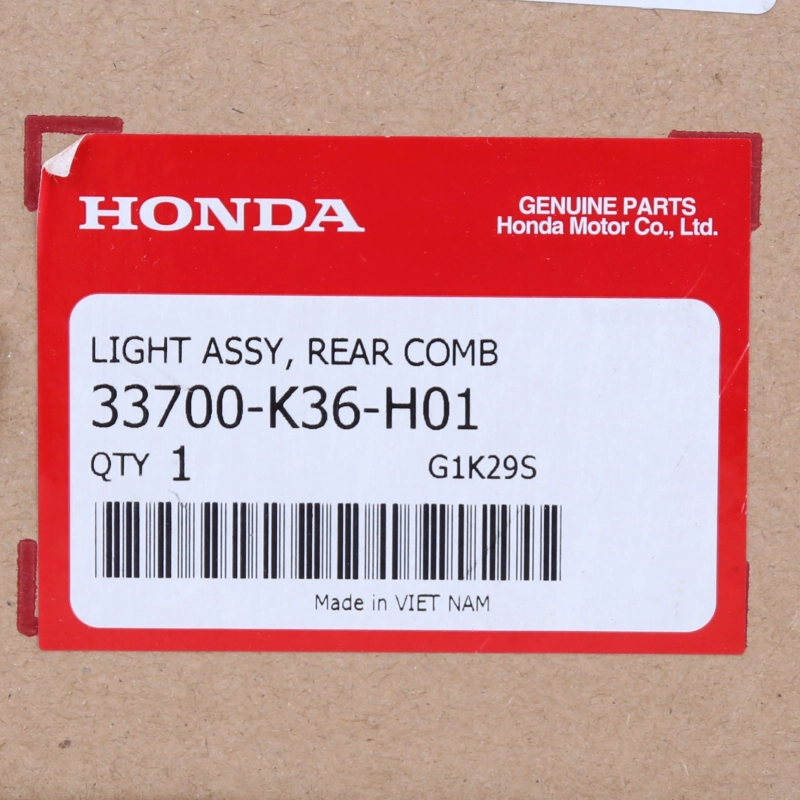 HONDA
GENUINE PARTS
Honda Motor Co., Ltd.
LIGHT ASSY, REAR COMB
33700-K36-H01
QTY 1 G1K29S
Made in VIET NAM